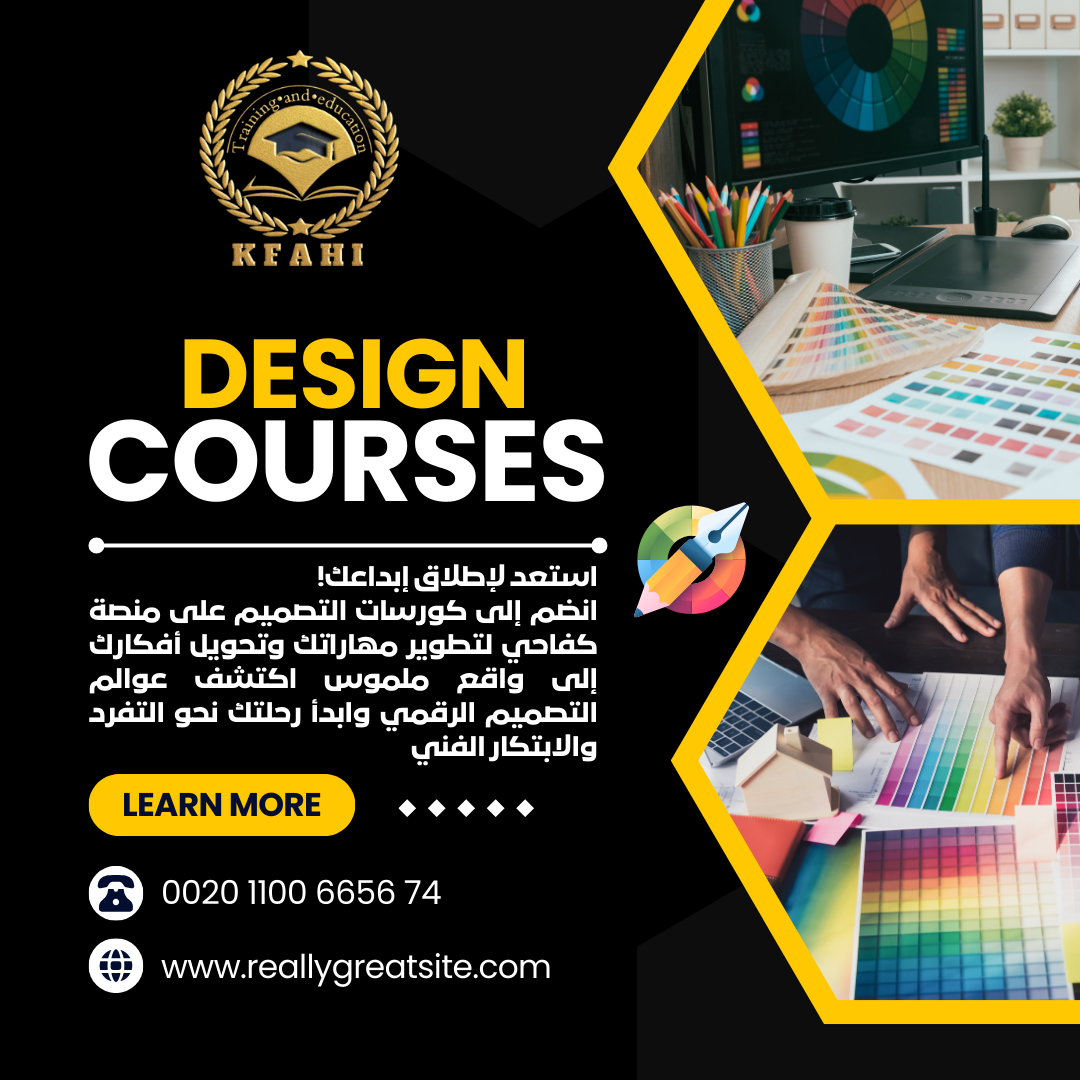 Training and education
KFAHI
DESIGN
COURSES
استعد لإطلاق إبداعك!
انضم إلى كورسات التصميم على منصة
كفاحي لتطوير مهاراتك وتحويل أفكارك
إلى واقع ملموس اكتشف عوالم
التصميم الرقمي وابدأ رحلتك نحو التفرد
والابتكار الفني
LEARN MORE
0020 1100 6656 74
www.reallygreatsite.com